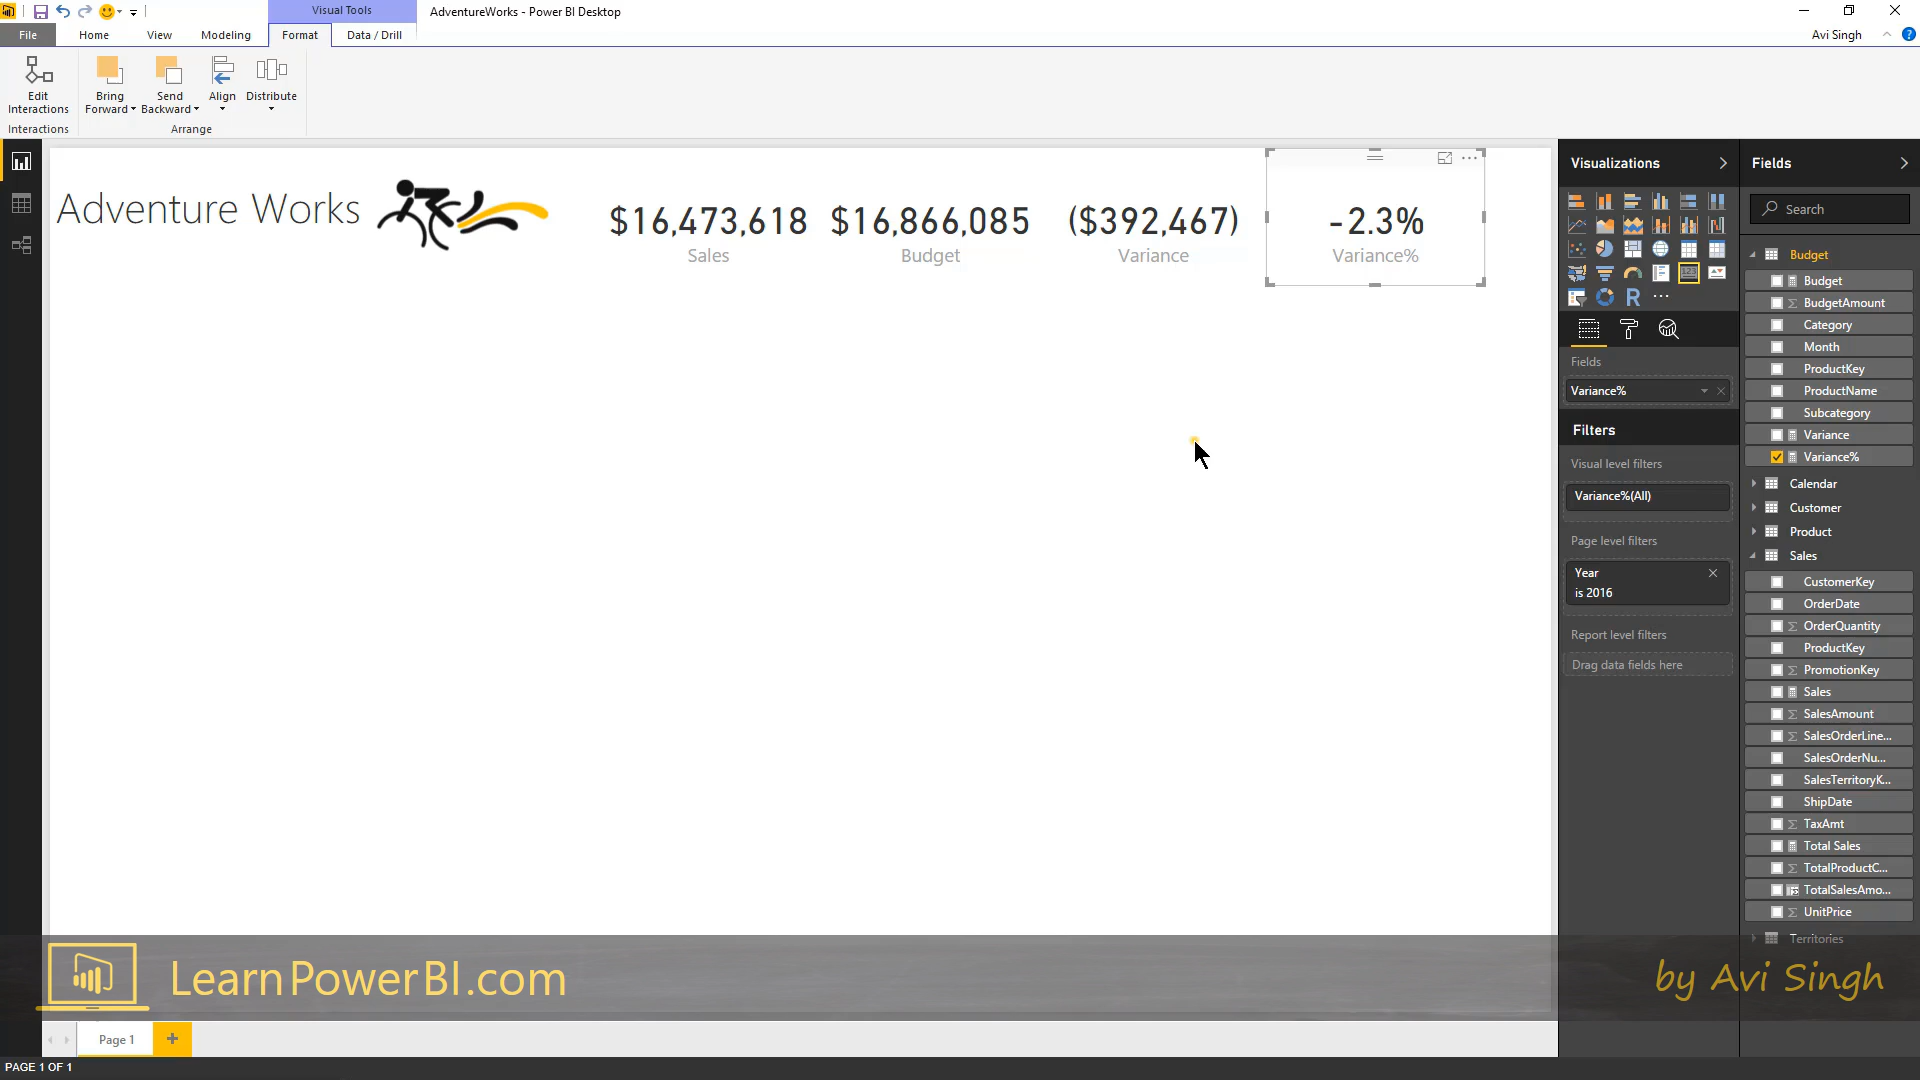 Visual Tools
AdventureWorks - Power BI Desktop
File
Home
View
Modeling
Format
Data / Drill
Avi Singh
?
Edit
Interactions
Bring
Forward
Send
Backward
Align
Distribute
Interactions
Arrange
Adventure Works
$16,473,618
Sales
$16,866,085
Budget
($392,467)
Variance
-2.3%
Variance%
Visualizations
123
R
Fields
Variance%
Filters
Visual level filters
Variance%(All)
Page level filters
Year
is 2016
Report level filters
Drag data fields here
Fields
Search
Budget
Budget
Σ BudgetAmount
Category
Month
ProductKey
ProductName
Subcategory
Variance
Variance%
Calendar
Customer
Product
Sales
CustomerKey
OrderDate
Σ OrderQuantity
ProductKey
Σ PromotionKey
Sales
Σ SalesAmount
Σ SalesOrderLine...
SalesOrderNu...
SalesTerritoryK...
ShipDate
Σ TaxAmt
Total Sales
Σ TotalProductC...
TotalSalesAmo...
Σ UnitPrice
Territories
LearnPowerBI.com
by Avi Singh
Page 1
+
PAGE 1 OF 1